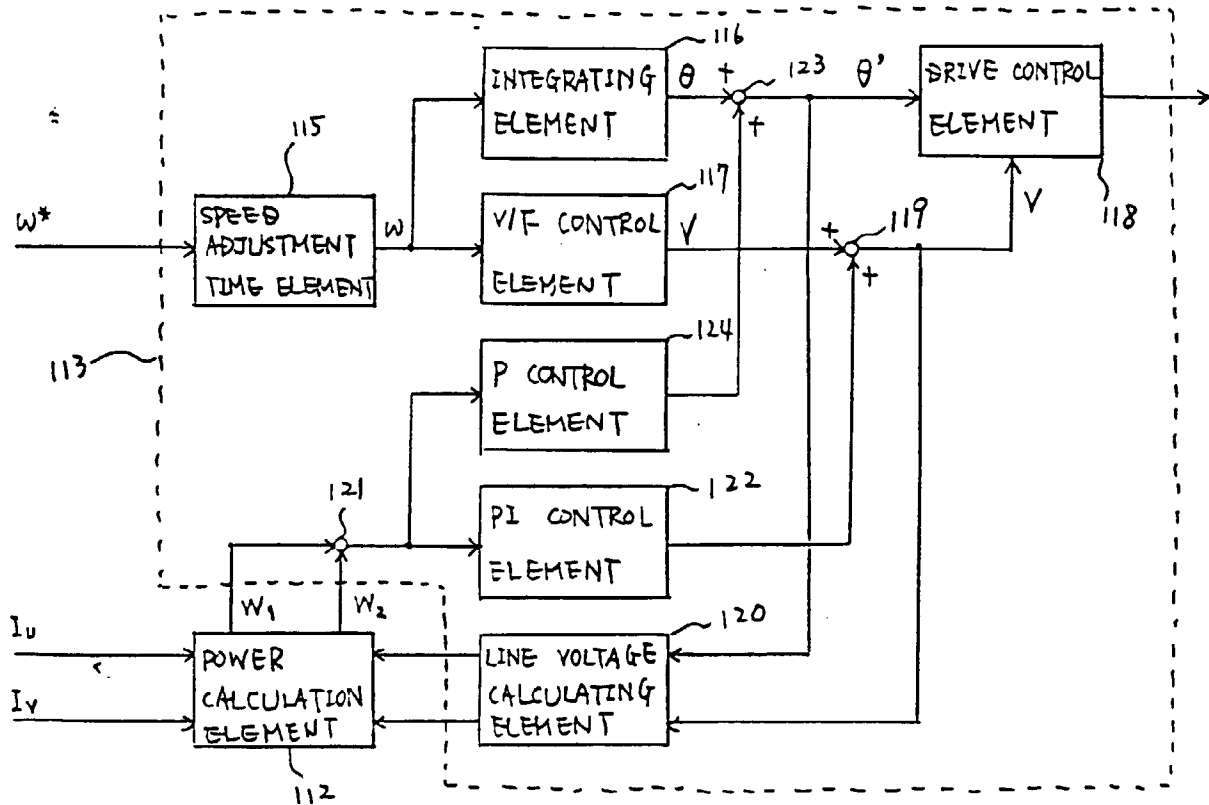 116
INTEGRATING
ELEMENT
θ
+
123
+
θ'
DRIVE CONTROL
ELEMENT
118
115
ω*
SPEED
ADJUSTMENT
TIME ELEMENT
ω
117
V/F CONTROL
ELEMENT
V
+
119
+
V
113
124
P CONTROL
ELEMENT
121
122
PI CONTROL
ELEMENT
W1
W2
Iu
Iv
POWER
CALCULATION
ELEMENT
112
120
LINE VOLTAGE
CALCULATING
ELEMENT